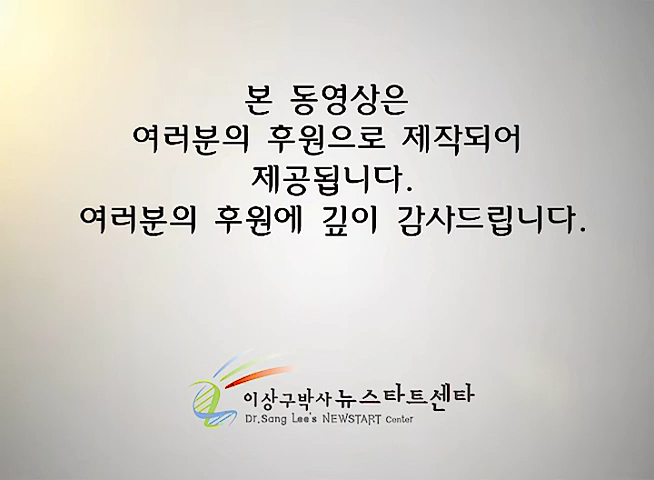 본 동영상은
여러분의 후원으로 제작되어
제공됩니다.
여러분의 후원에 깊이 감사드립니다.
이상구박사 뉴스타트센타
Dr.Sang Lee's NEWSTART Center